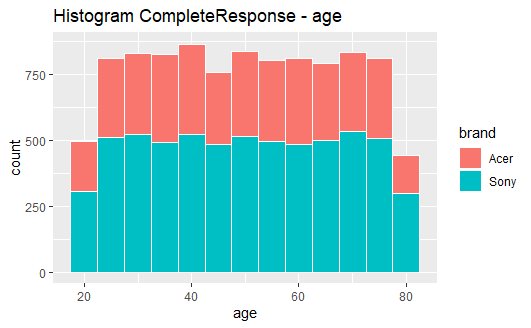 Histogram CompleteResponse - age
750
500
250
0
count
20
40
60
80
age
brand
Acer
Sony